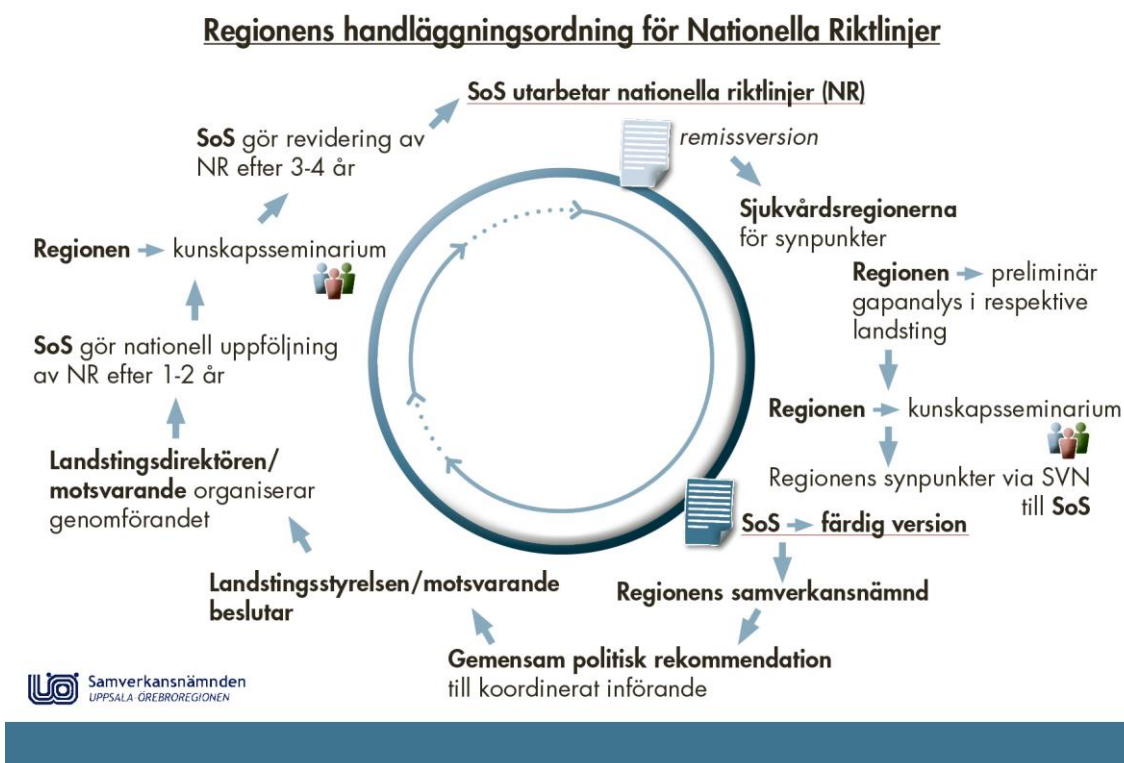 Regionens handläggningsordning för Nationella Riktlinjer
SoS utarbetar nationella riktlinjer (NR)
remissversion
Sjukvårdsregionerna
för synpunkter
Regionen preliminär
gapanalys i respektive
landsting
Regionen kunskapsseminarium
Regionens synpunkter via SVN
till SoS
SoS färdig version
Regionens samverkansnämnd
Gemensam politisk rekommendation
till koordinerat införande
Landstingsstyrelsen/motsvarande
beslutar
Landstingsdirektören/
motsvarande organiserar
genomförandet
SoS gör nationell uppföljning
av NR efter 1-2 år
Regionen kunskapsseminarium
SoS gör revidering av
NR efter 3-4 år
Samverkansnämnden
UPPSALA-ÖREBROREGIONEN